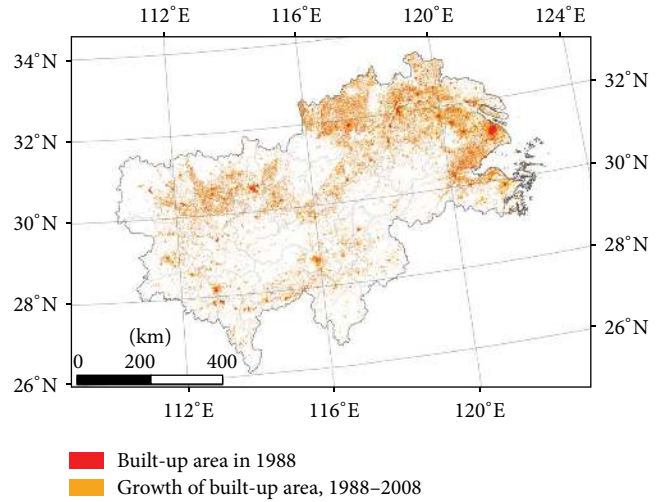 112°E 116°E 120°E 124°E
34°N
32°N
32°N
30°N
30°N
28°N
28°N
26°N
(km)
0 200 400
26°N
112°E 116°E 120°E
Built-up area in 1988
Growth of built-up area, 1988–2008